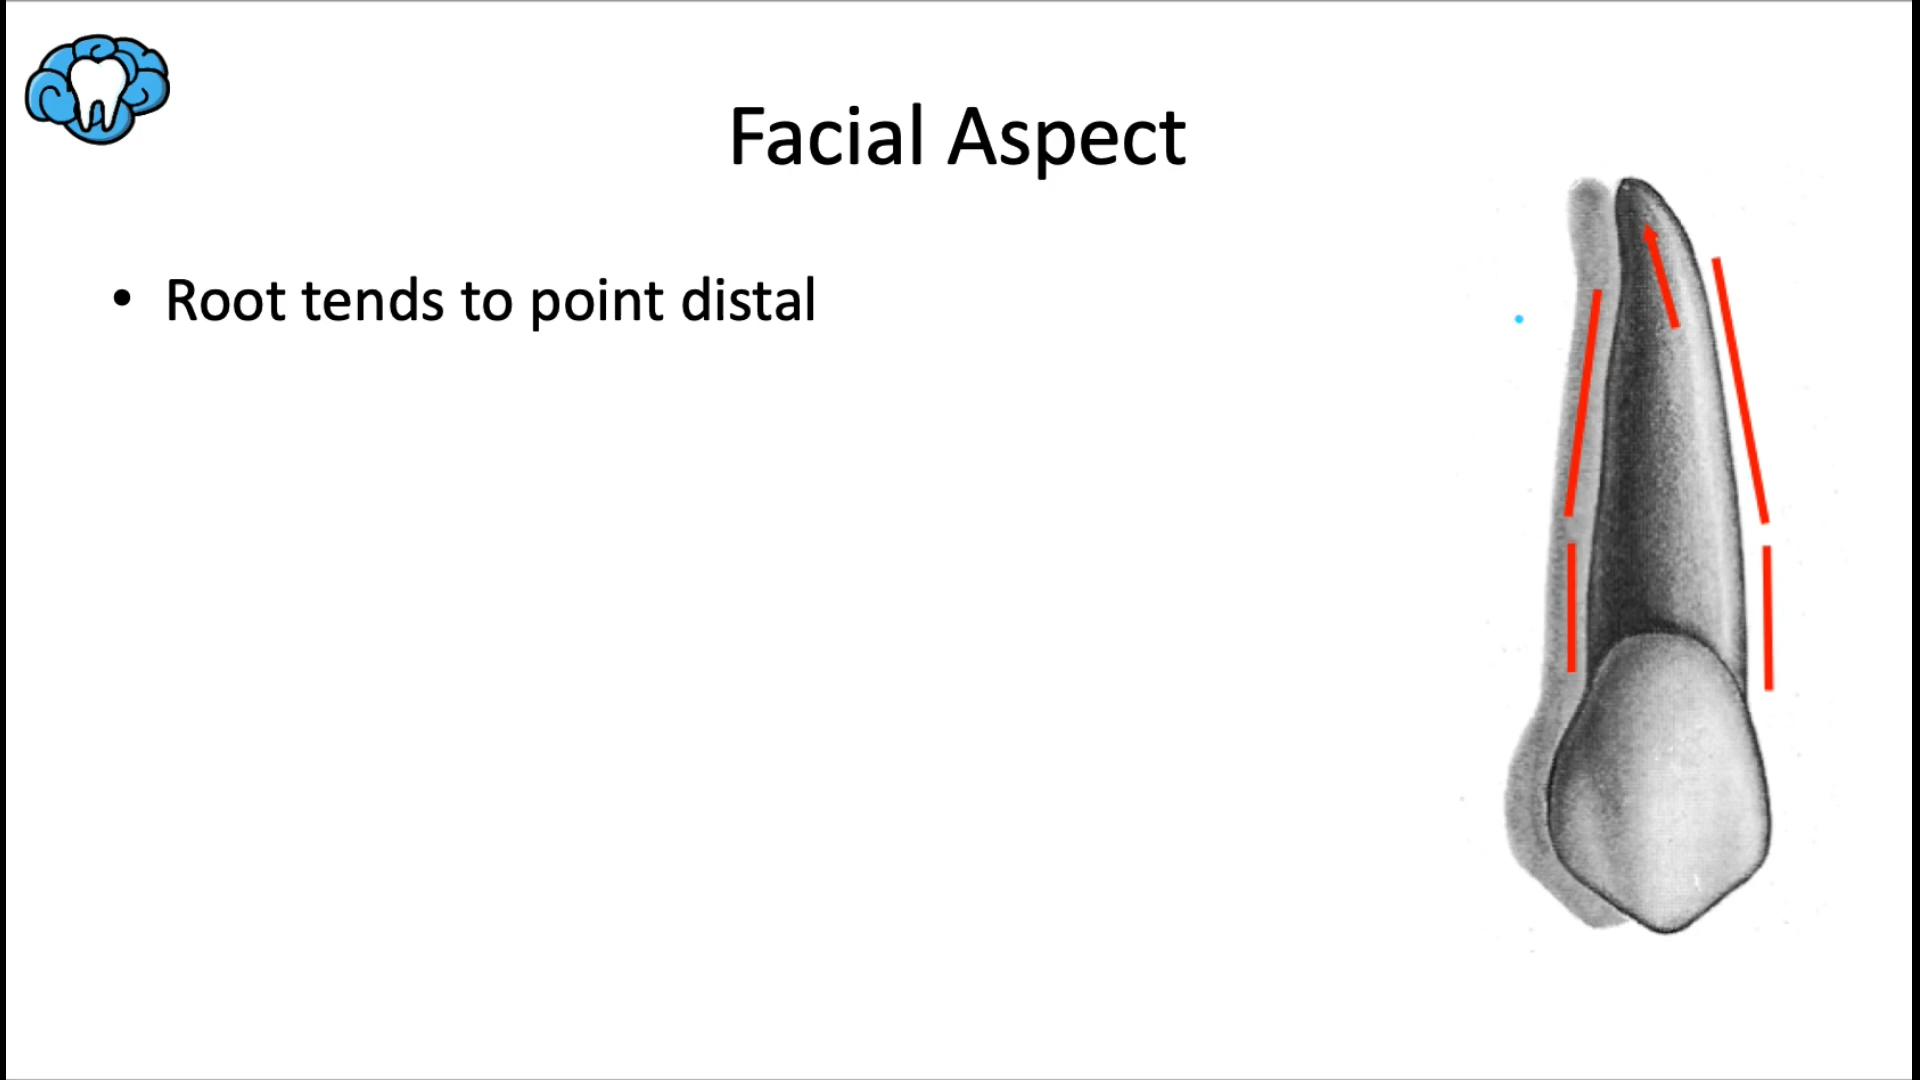 Facial Aspect
• Root tends to point distal